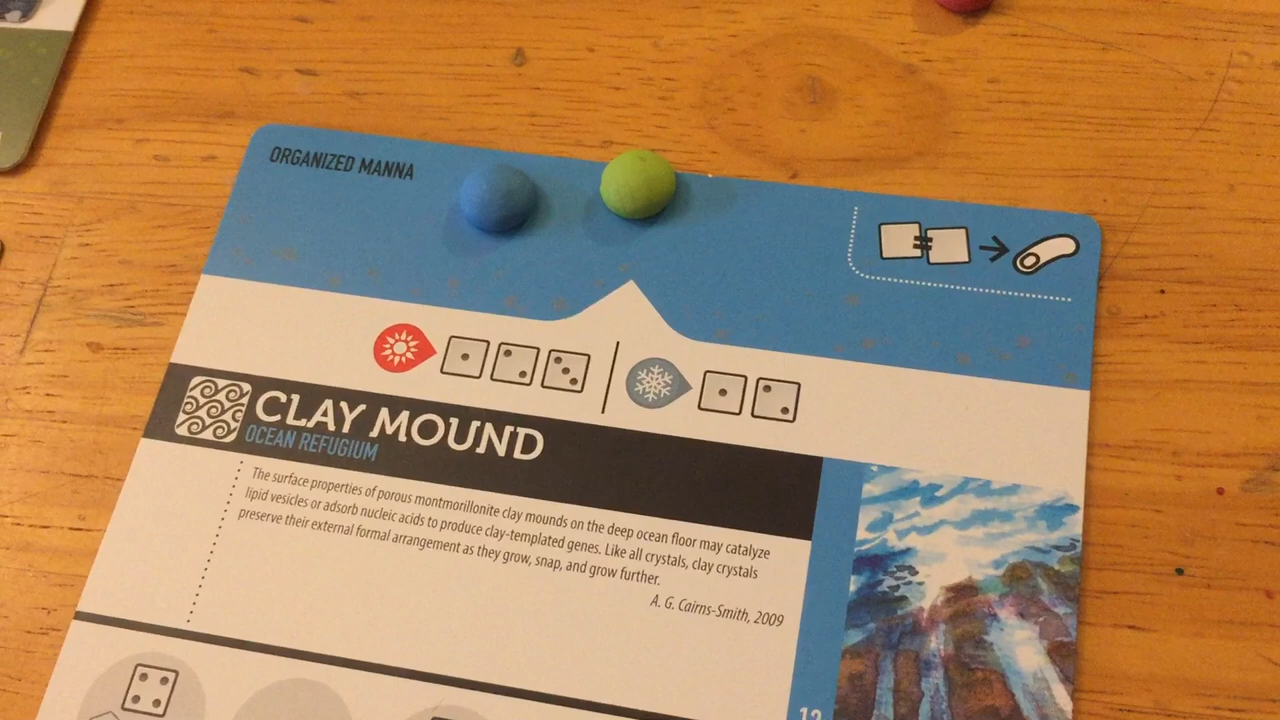 ORGANIZED MANNA
CLAY MOUND
OCEAN REFUGIUM
The surface properties of porous montmorillonite clay mounds on the deep ocean floor may catalyze
lipid vesicles or adsorb nucleic acids to produce clay-templated genes. Like all crystals, clay crystals
preserve their external formal arrangement as they grow, snap, and grow further.
A. G. Cairns-Smith, 2009